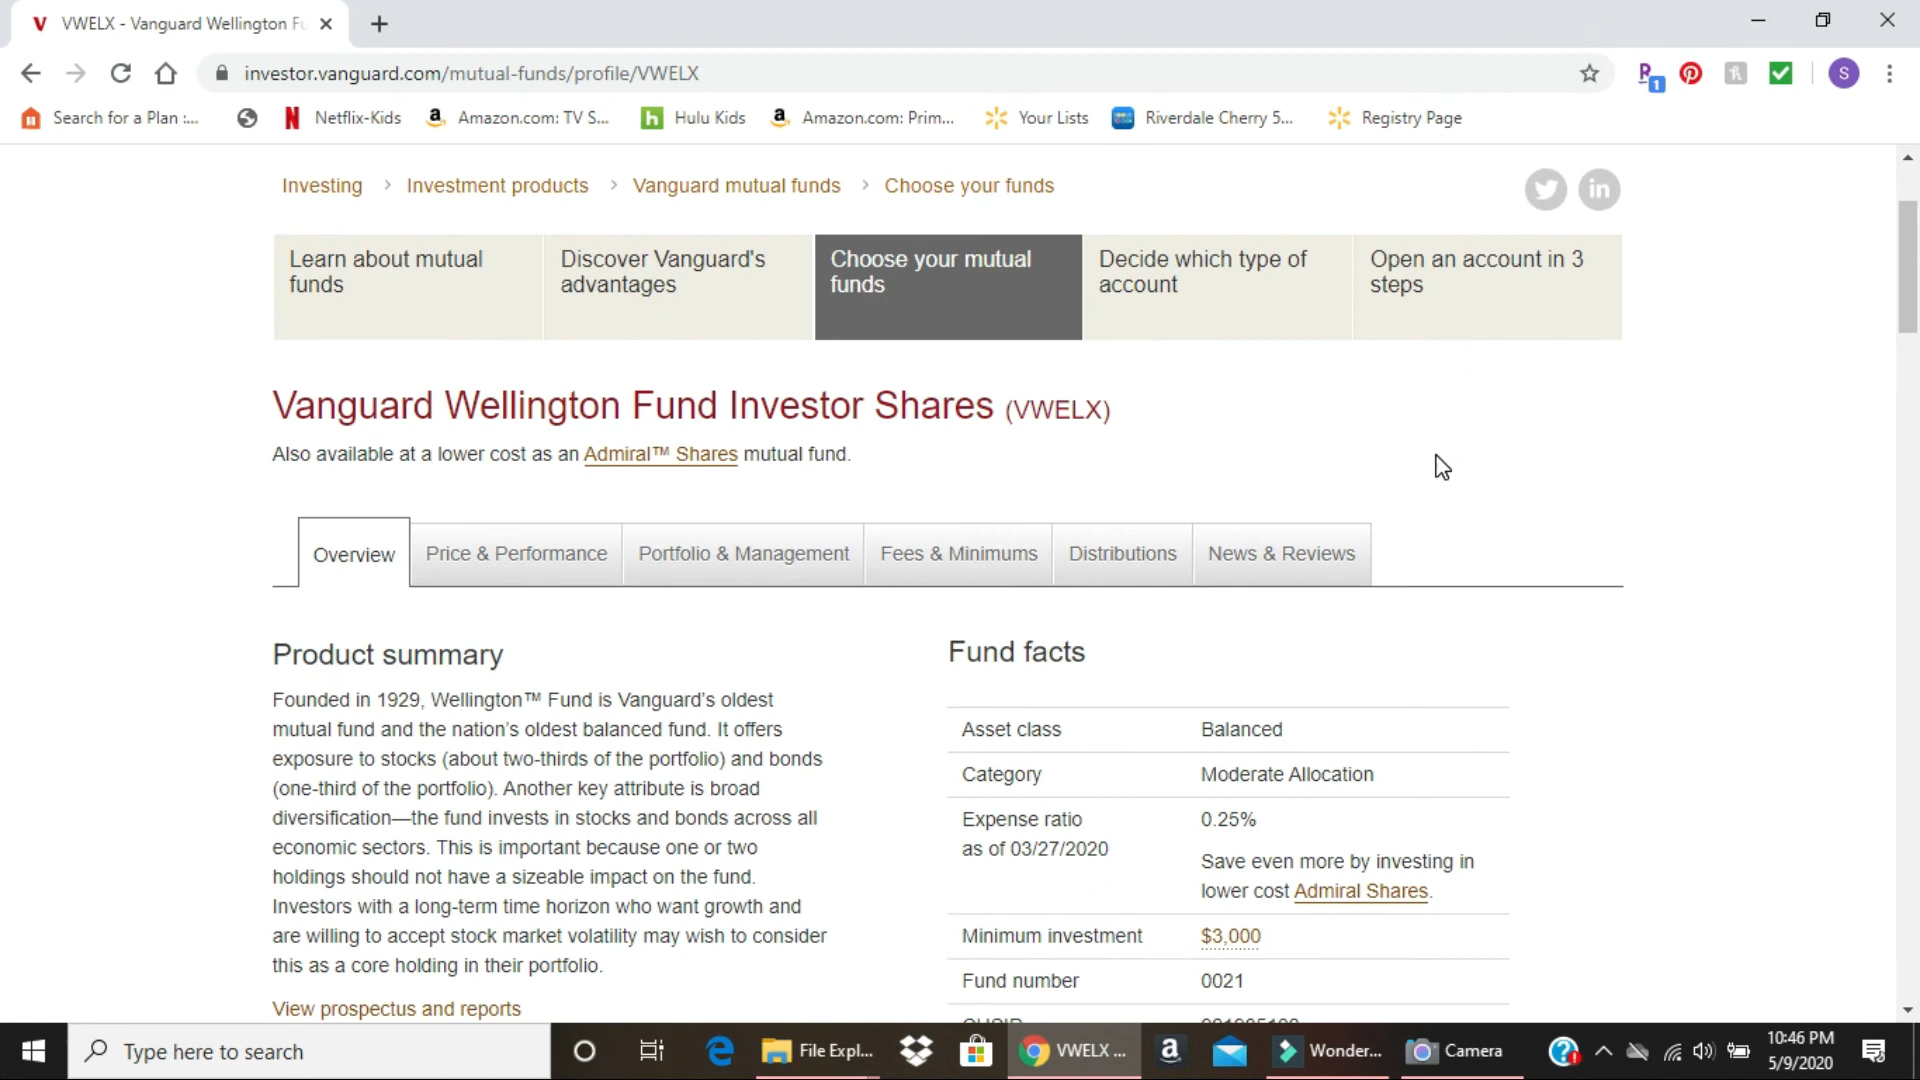 VWELX - Vanguard Wellington Fu
investor.vanguard.com/mutual-funds/profile/VWELX
1
S
Search for a Plan :...
Netflix-Kids
Amazon.com: TV S...
Hulu Kids
Amazon.com: Prim...
Your Lists
Riverdale Cherry 5...
Registry Page
Investing > Investment products > Vanguard mutual funds > Choose your funds
Learn about mutual
funds
Discover Vanguard's
advantages
Choose your mutual
funds
Decide which type of
account
Open an account in 3
steps
Vanguard Wellington Fund Investor Shares (VWELX)
Also available at a lower cost as an Admiral™ Shares mutual fund.
Overview
Price & Performance
Portfolio & Management
Fees & Minimums
Distributions
News & Reviews
Product summary
Founded in 1929, Wellington™ Fund is Vanguard's oldest
mutual fund and the nation's oldest balanced fund. It offers
exposure to stocks (about two-thirds of the portfolio) and bonds
(one-third of the portfolio). Another key attribute is broad
diversification—the fund invests in stocks and bonds across all
economic sectors. This is important because one or two
holdings should not have a sizeable impact on the fund.
Investors with a long-term time horizon who want growth and
are willing to accept stock market volatility may wish to consider
this as a core holding in their portfolio.
View prospectus and reports
Fund facts
Asset class Balanced
Category Moderate Allocation
Expense ratio 0.25%
as of 03/27/2020
Save even more by investing in
lower cost Admiral Shares.
Minimum investment $3,000
Fund number 0021
Type here to search
File Expl...
VWELX ...
Wonder...
Camera
10:46 PM
5/9/2020